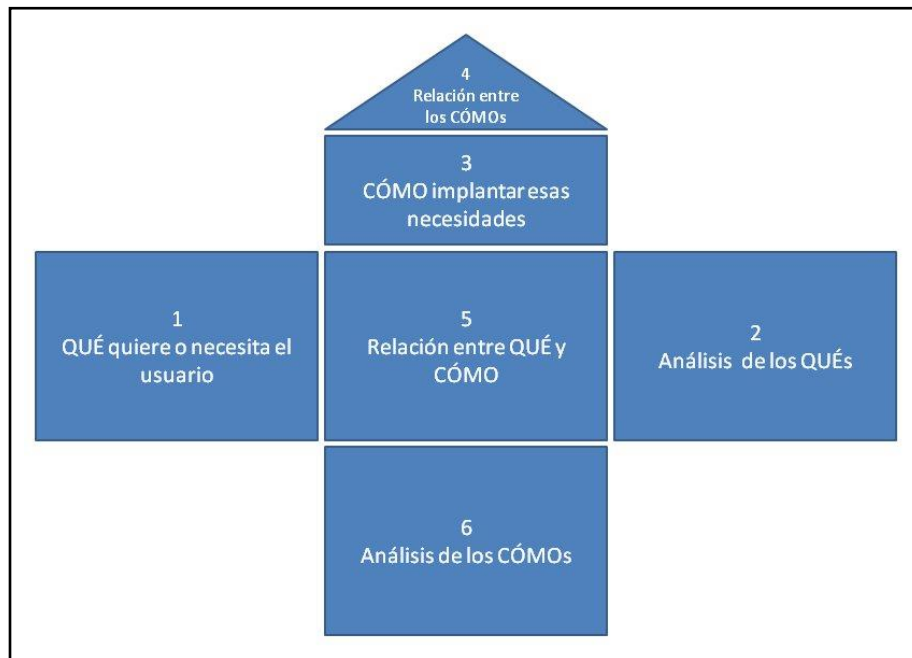 4
Relación entre
los CÓMOs
3
CÓMO implantar esas
necesidades
1
QUÉ quiere o necesita el
usuario
5
Relación entre QUÉ y
CÓMO
2
Análisis de los QUÉs
6
Análisis de los CÓMOs